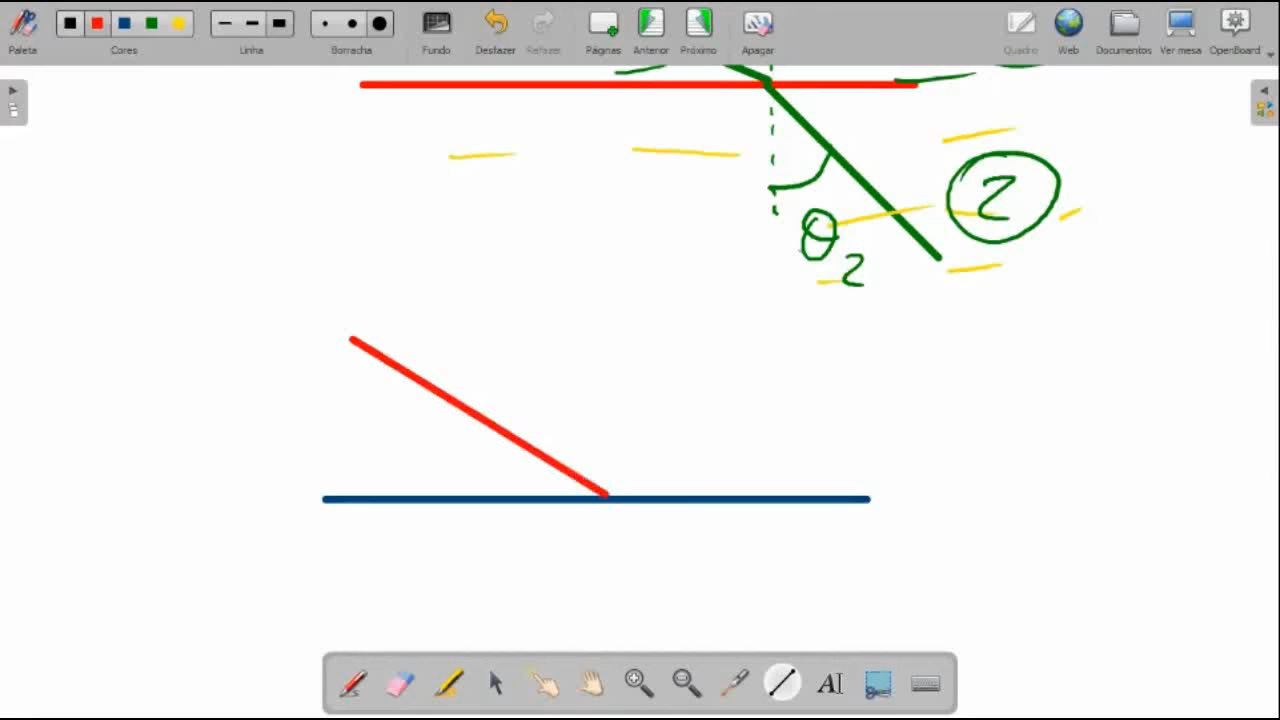 Paleta Cores Linha Borracha Fundo Desfazer Refazer Páginas Anterior Próximo Apagar Quadro Web Documentos Ver mesa OpenBoard
2
θ2
AI